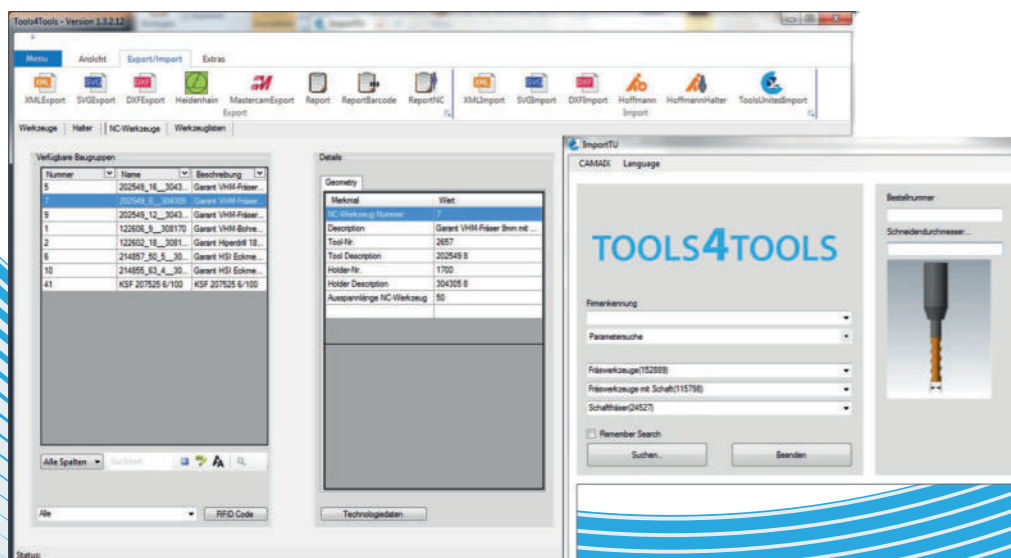 Tools4Tools - Version 1.3.2.12
Menu Ansicht Export/Import Extras
XMLExport SVGExport DXFExport Heidenhain MastercamExport Report ReportBarcode ReportNC XMLImport SVGImport DXFImport Hoffmann HoffmannHalter ToolsUnitedImport
Export Import
Werkzeuge Halter NC-Werkzeuge Werkzeuglisten
Verfügbare Baugruppen
Nummer Name Beschreibung
5 202549_16__3043... Garant VHM-Fräser...
7 202549_8__304305 Garant VHM-Fräser...
9 202549_12__3043... Garant VHM-Fräser...
1 122606_9__308170 Garant VHM-Bohre...
2 122602_18__3081... Garant Hiperdrill 18...
6 214857_50_5__30... Garant HSI Eckme...
10 214855_63_4__30... Garant HSI Eckme...
41 KSF 207525 6/100 KSF 207525 6/100
Alle Spalten Suchtext
Alle RFID Code
Status:
Details
Geometry
Merkmal Wert
NC-Werkzeug-Nummer 7
Description Garant VHM-Fräser 8mm mit ...
Tool-Nr. 2657
Tool Description 202549 8
Holder-Nr. 1700
Holder Description 304305 8
Ausspannlänge NC-Werkzeug 50
Technologiedaten
ImportTU
CAMAIX Language
TOOLS4TOOLS
Firmenkennung
Parametersuche
Fräswerkzeuge(152889)
Fräswerkzeuge mit Schaft(115798)
Schaftfräser(24527)
Remember Search
Suchen.. Beenden
Bestellnummer
Schneidendurchmesser...